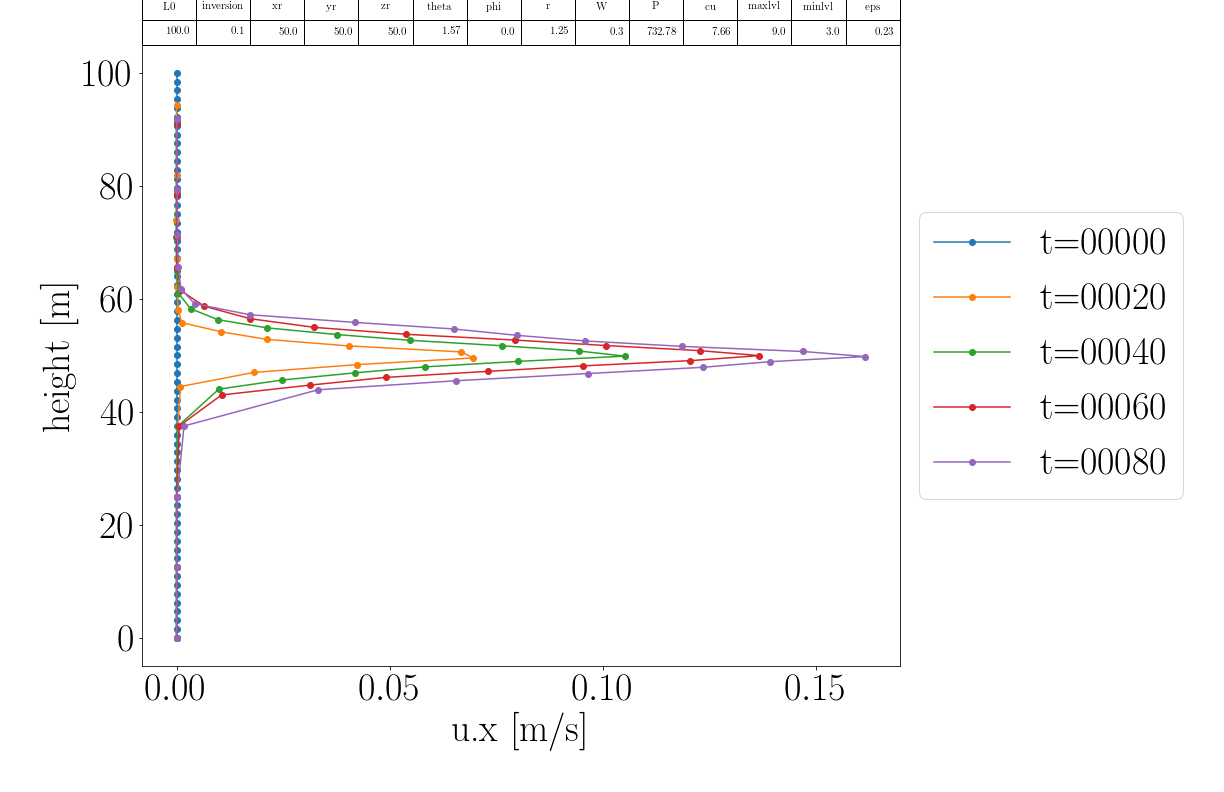 L0 inversion xr yr zr theta phi r W P cu maxlvl minlvl eps
100.0 0.1 50.0 50.0 50.0 1.57 0.0 1.25 0.3 732.78 7.66 9.0 3.0 0.23
100
80
60
40
20
0
height [m]
0.00 0.05 0.10 0.15
u.x [m/s]
t=00000
t=00020
t=00040
t=00060
t=00080